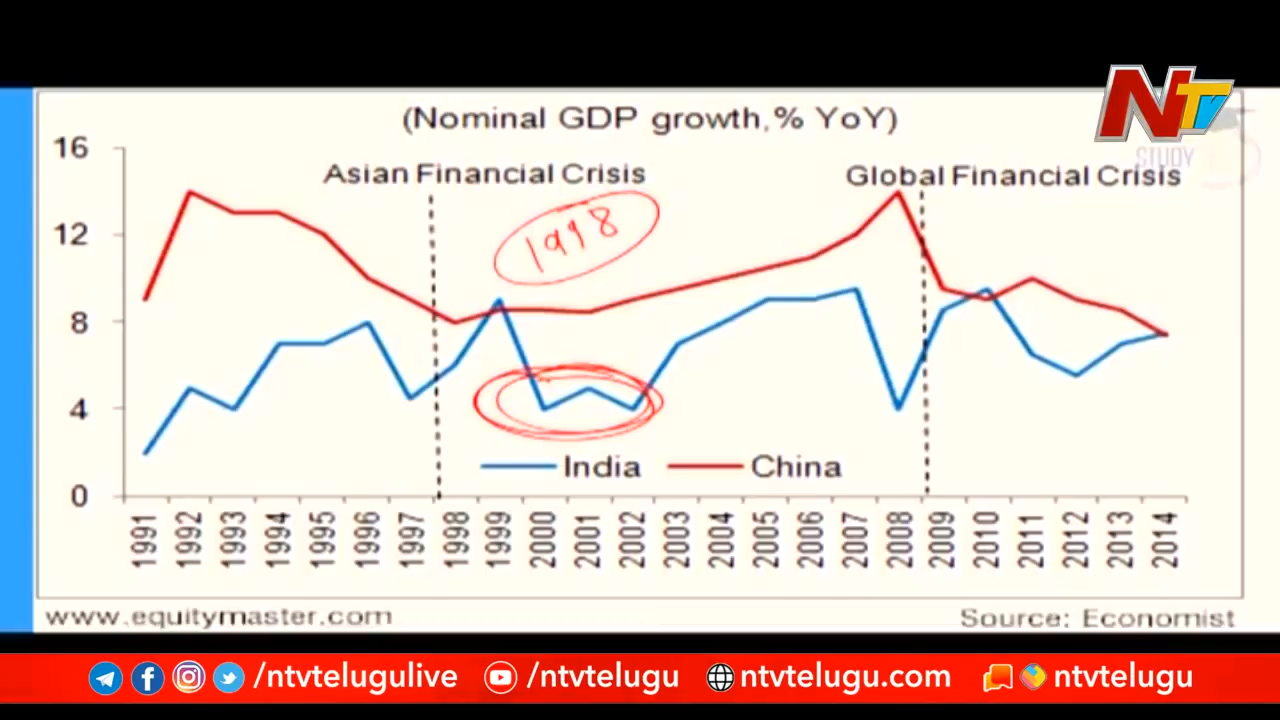 NTV
STUDY
(Nominal GDP growth,% YoY)
16
Asian Financial Crisis
Global Financial Crisis
1998
12
8
4
India
China
0
1991 1992 1993 1994 1995 1996 1997 1998 1999 2000 2001 2002 2003 2004 2005 2006 2007 2008 2009 2010 2011 2012 2013 2014
www.equitymaster.com
Source: Economist
/ntvtelugulive /ntvtelugu ntvtelugu.com ntvtelugu